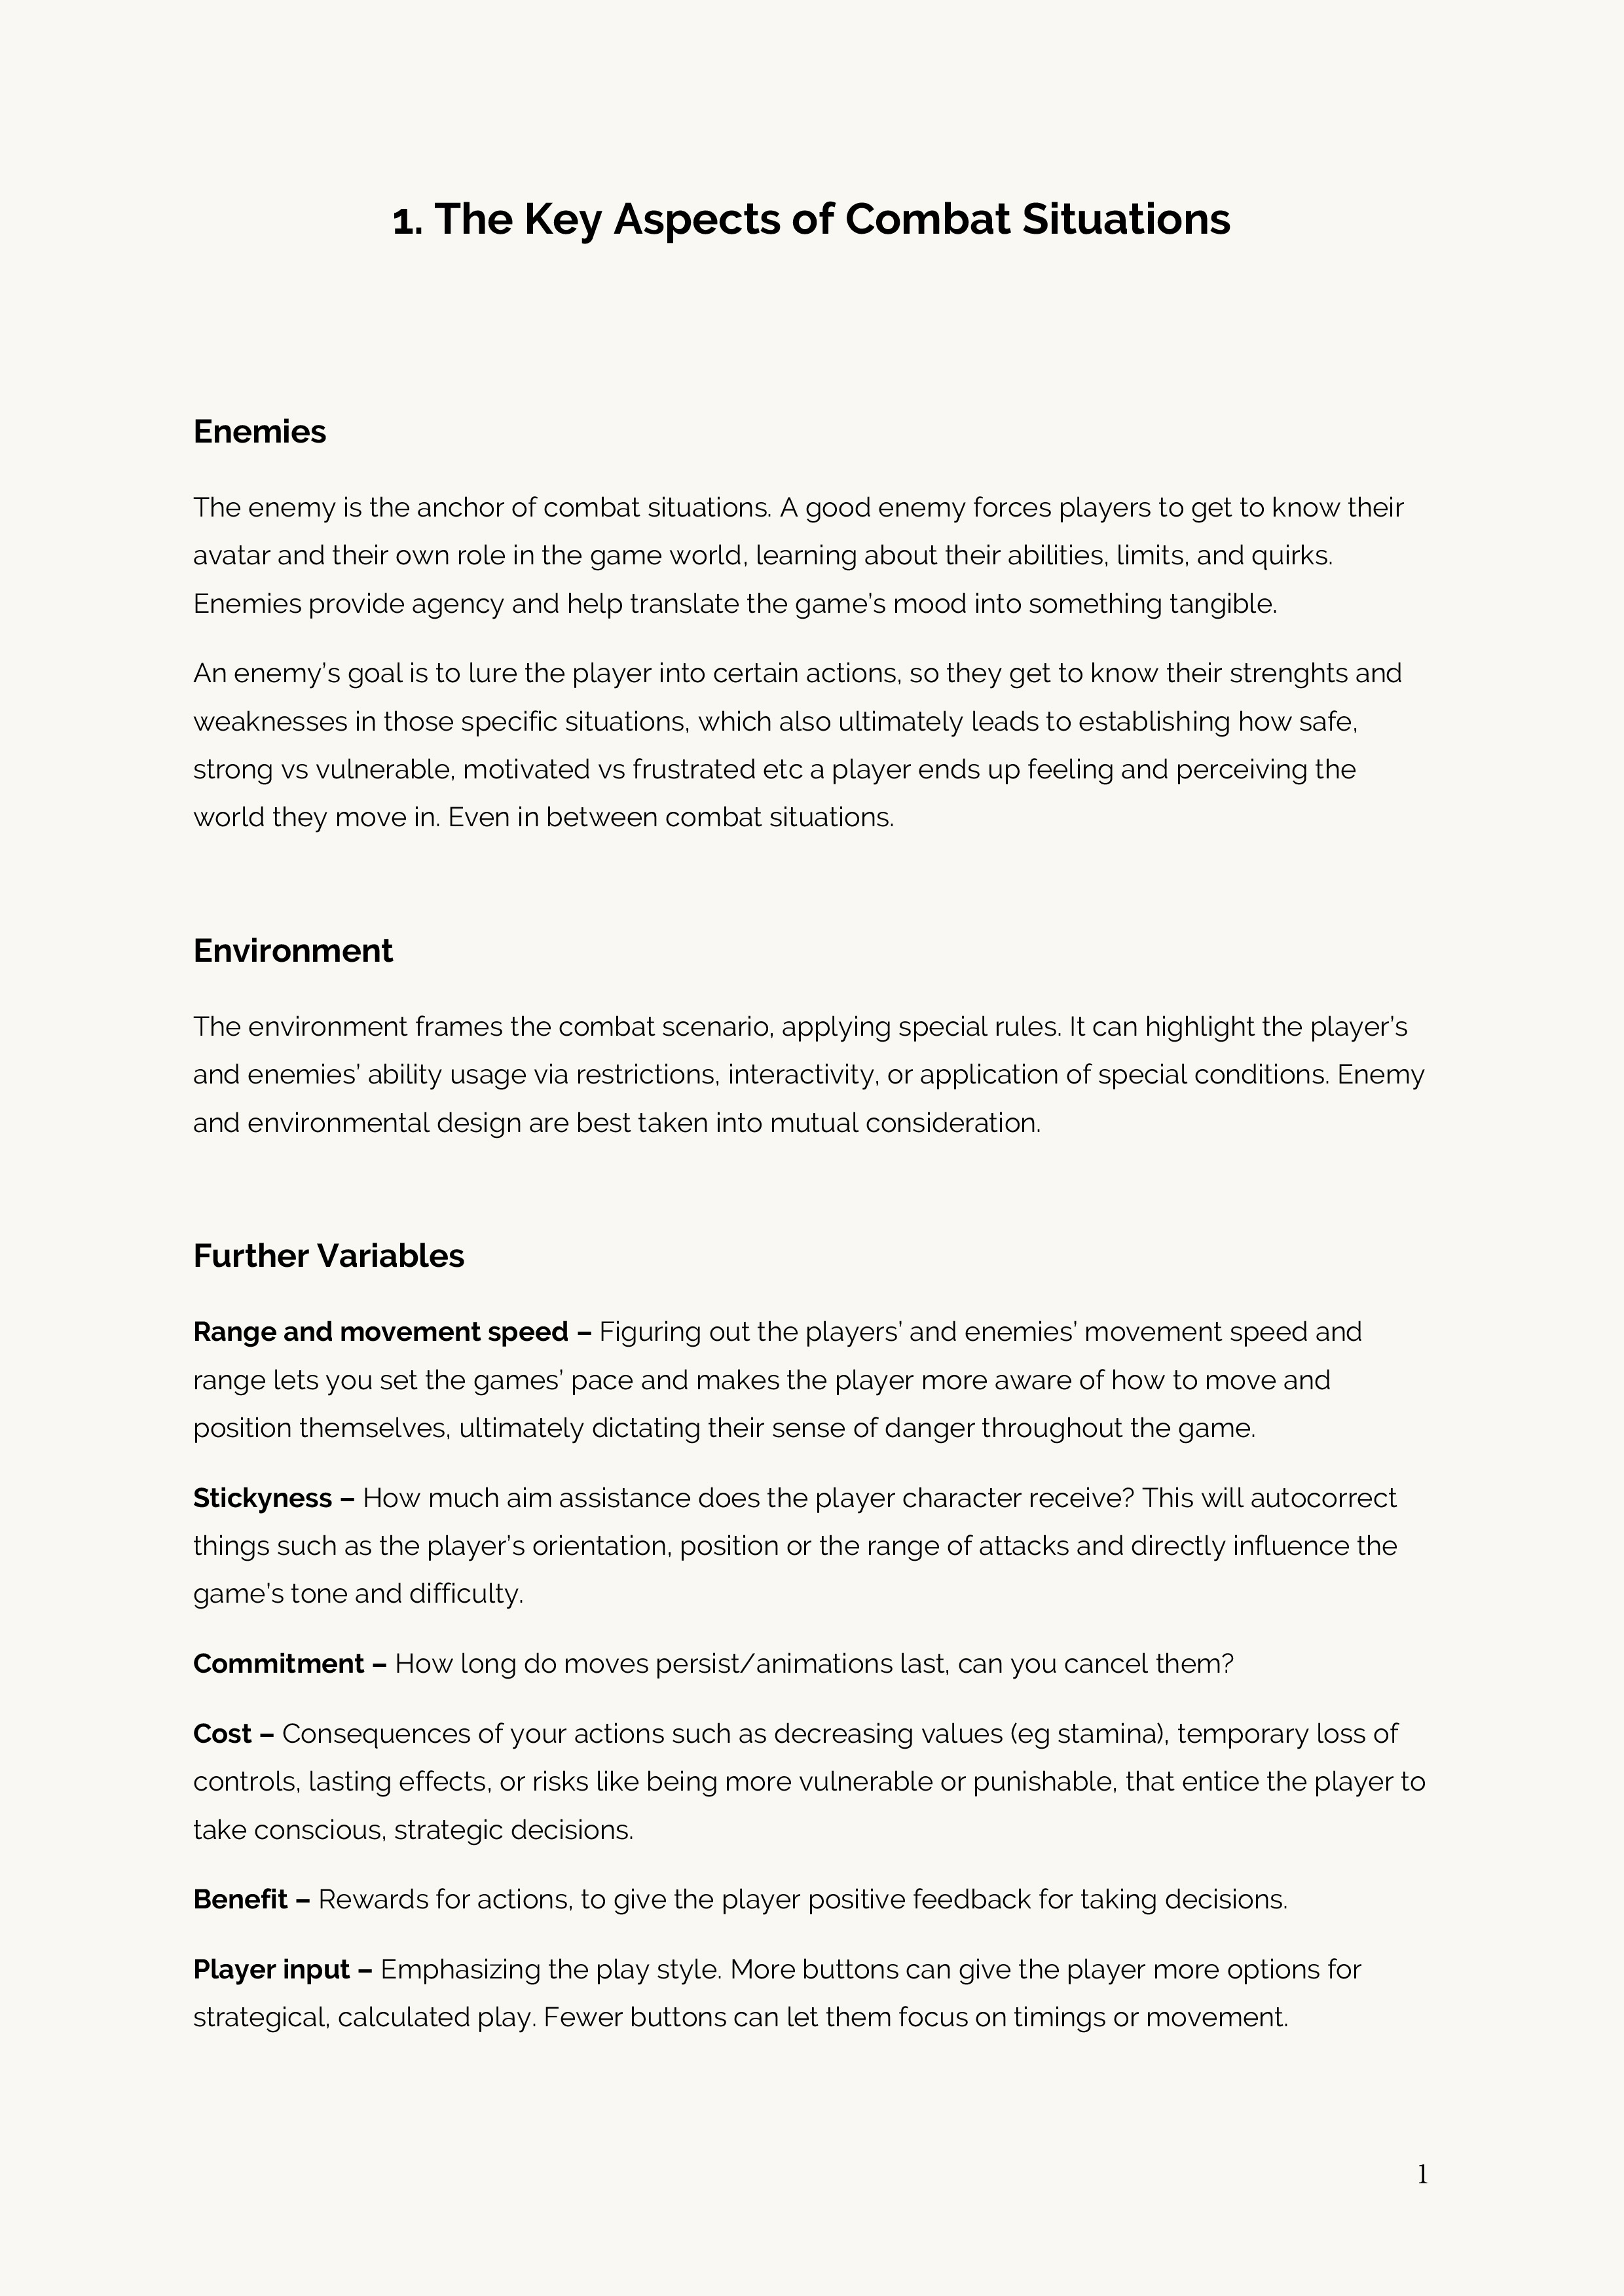 1. The Key Aspects of Combat Situations
Enemies
The enemy is the anchor of combat situations. A good enemy forces players to get to know their
avatar and their own role in the game world, learning about their abilities, limits, and quirks.
Enemies provide agency and help translate the game’s mood into something tangible.
An enemy’s goal is to lure the player into certain actions, so they get to know their strenghts and
weaknesses in those specific situations, which also ultimately leads to establishing how safe,
strong vs vulnerable, motivated vs frustrated etc a player ends up feeling and perceiving the
world they move in. Even in between combat situations.
Environment
The environment frames the combat scenario, applying special rules. It can highlight the player’s
and enemies’ ability usage via restrictions, interactivity, or application of special conditions. Enemy
and environmental design are best taken into mutual consideration.
Further Variables
Range and movement speed – Figuring out the players’ and enemies’ movement speed and
range lets you set the games’ pace and makes the player more aware of how to move and
position themselves, ultimately dictating their sense of danger throughout the game.
Stickyness – How much aim assistance does the player character receive? This will autocorrect
things such as the player’s orientation, position or the range of attacks and directly influence the
game’s tone and difficulty.
Commitment – How long do moves persist/animations last, can you cancel them?
Cost – Consequences of your actions such as decreasing values (eg stamina), temporary loss of
controls, lasting effects, or risks like being more vulnerable or punishable, that entice the player to
take conscious, strategic decisions.
Benefit – Rewards for actions, to give the player positive feedback for taking decisions.
Player input – Emphasizing the play style. More buttons can give the player more options for
strategical, calculated play. Fewer buttons can let them focus on timings or movement.
1